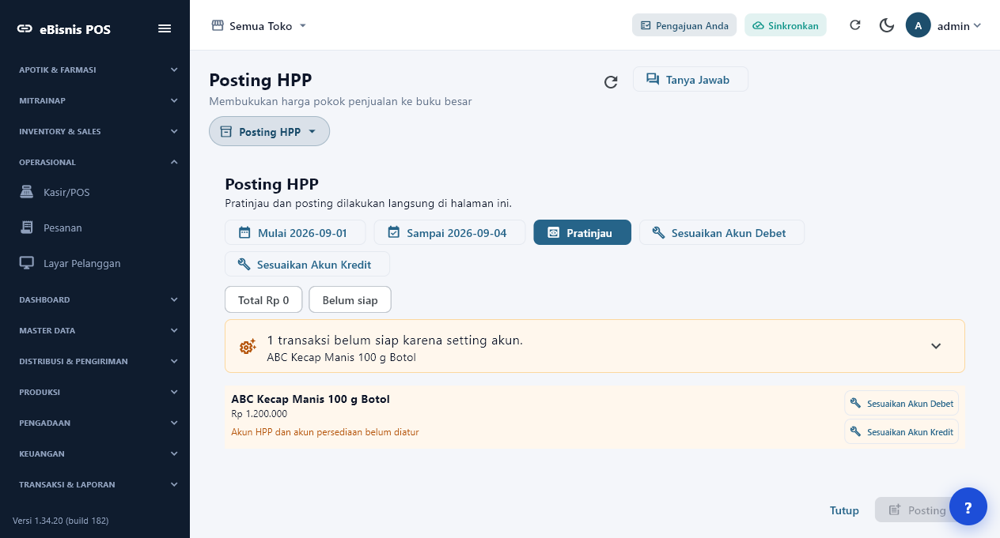 eBisnis POS
APOTIK & FARMASI
MITRAINAP
INVENTORY & SALES
OPERASIONAL
Kasir/POS
Pesanan
Layar Pelanggan
DASHBOARD
MASTER DATA
DISTRIBUSI & PENGIRIMAN
PRODUKSI
PENGADAAN
KEUANGAN
TRANSAKSI & LAPORAN
Versi 1.34.20 (build 182)
Semua Toko
Pengajuan Anda
Sinkronkan
A
admin
Posting HPP
Tanya Jawab
Membukukan harga pokok penjualan ke buku besar
Posting HPP
Posting HPP
Pratinjau dan posting dilakukan langsung di halaman ini.
Mulai 2026-09-01
Sampai 2026-09-04
Pratinjau
Sesuaikan Akun Debet
Sesuaikan Akun Kredit
Total Rp 0
Belum siap
1 transaksi belum siap karena setting akun.
ABC Kecap Manis 100 g Botol
ABC Kecap Manis 100 g Botol
Rp 1.200.000
Akun HPP dan akun persediaan belum diatur
Sesuaikan Akun Debet
Sesuaikan Akun Kredit
Tutup
Posting
?